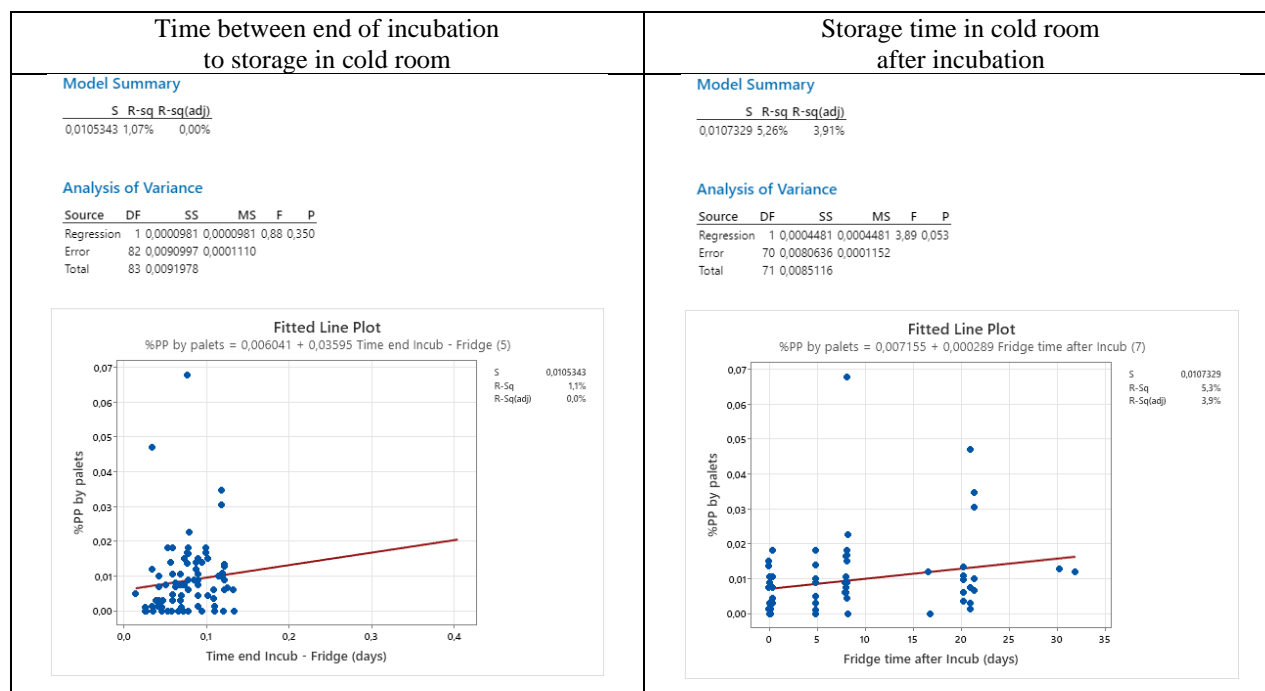 Time between end of incubation
to storage in cold room
Model Summary
S R-sq R-sq(adj)
0,0105343 1,07% 0,00%
Analysis of Variance
Source DF SS MS F P
Regression 1 0,0000981 0,0000981 0,88 0,350
Error 82 0,0090997 0,0001110
Total 83 0,0091978
Fitted Line Plot
%PP by palets = 0,006041 + 0,03595 Time end Incub - Fridge (5)
S 0,0105343
R-Sq 1,1%
R-Sq(adj) 0,0%
%PP by palets
0,07
0,06
0,05
0,04
0,03
0,02
0,01
0,00
0,0 0,1 0,2 0,3 0,4
Time end Incub - Fridge (days)
Storage time in cold room
after incubation
Model Summary
S R-sq R-sq(adj)
0,0107329 5,26% 3,91%
Analysis of Variance
Source DF SS MS F P
Regression 1 0,0004481 0,0004481 3,89 0,053
Error 70 0,0080636 0,0001152
Total 71 0,0085116
Fitted Line Plot
%PP by palets = 0,007155 + 0,000289 Fridge time after Incub (7)
S 0,0107329
R-Sq 5,3%
R-Sq(adj) 3,9%
%PP by palets
0,07
0,06
0,05
0,04
0,03
0,02
0,01
0,00
0 5 10 15 20 25 30 35
Fridge time after Incub (days)